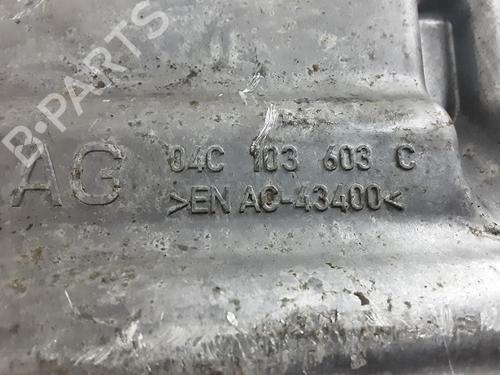 B-PARTS
AG
04C 103 603 C
>EN AC-43400<